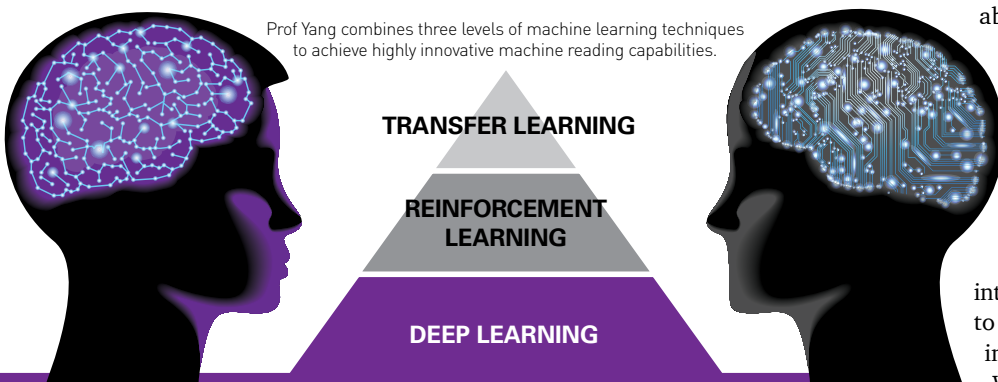 Prof Yang combines three levels of machine learning techniques
to achieve highly innovative machine reading capabilities.
TRANSFER LEARNING
REINFORCEMENT
LEARNING
DEEP LEARNING
to